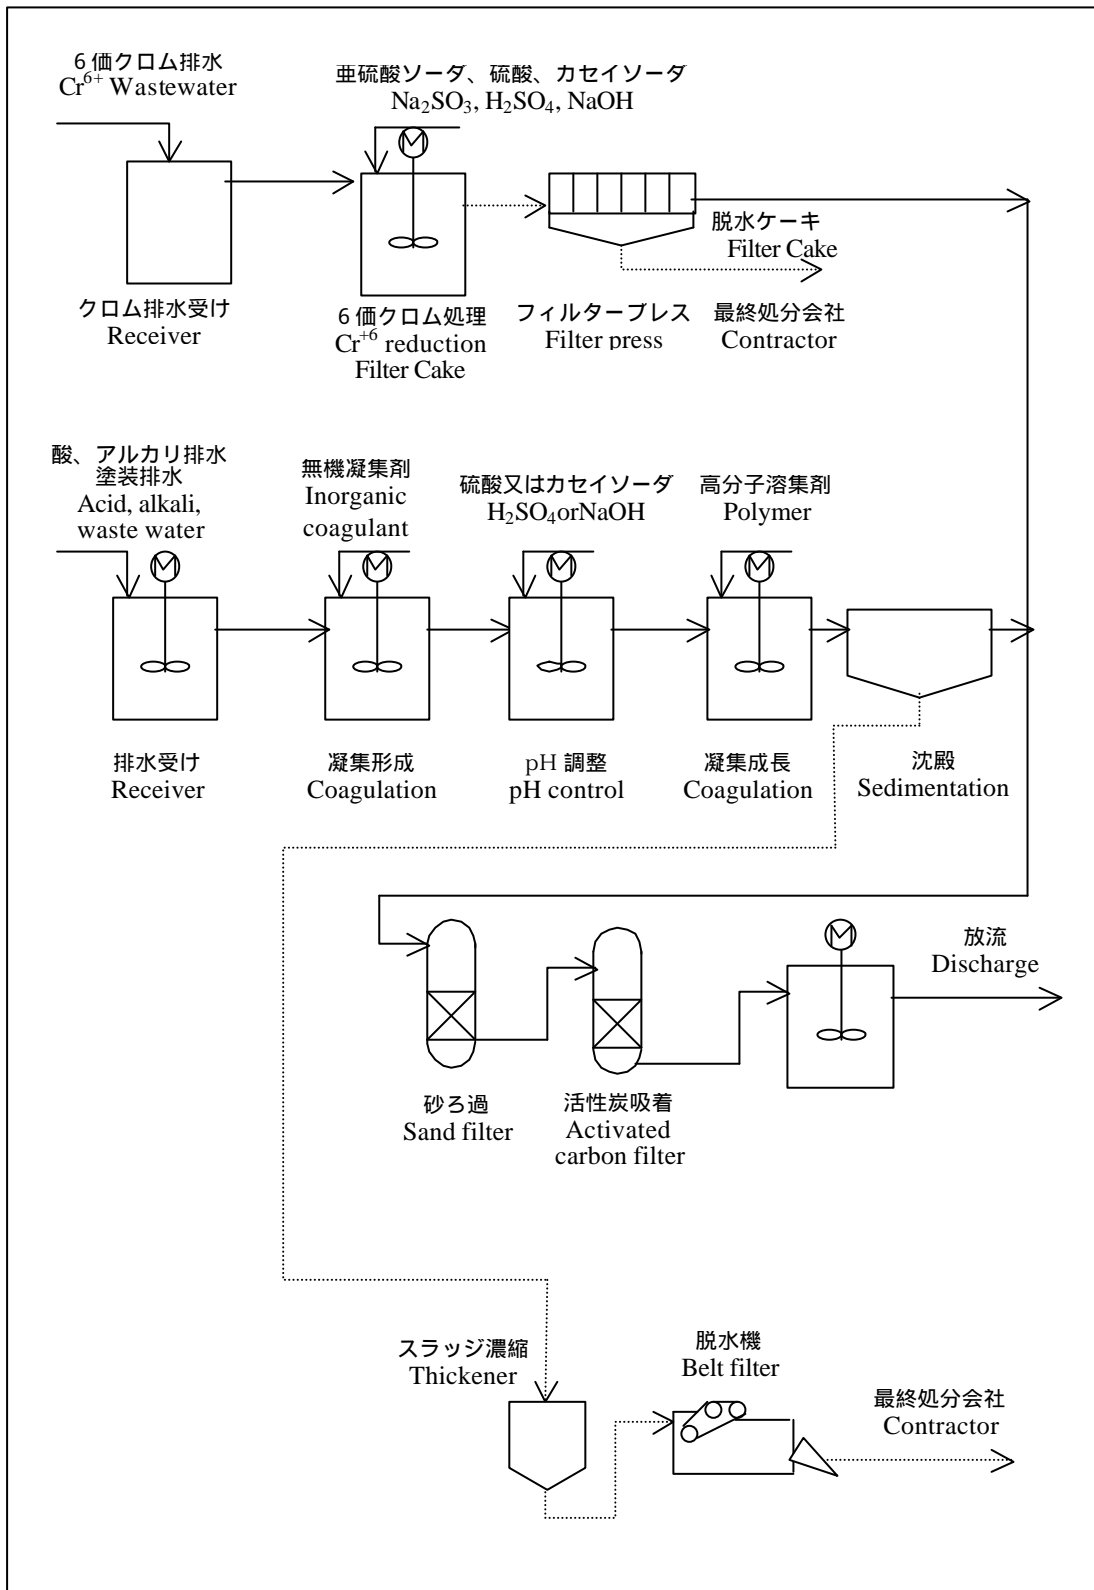 ６価クロム排水
Cr6+ Wastewater
亜硫酸ソーダ、硫酸、カセイソーダ
Na2SO3, H2SO4, NaOH
脱水ケーキ
Filter Cake
クロム排水受け
Receiver
６価クロム処理
Cr+6 reduction
Filter Cake
フィルターブレス
Filter press
最終処分会社
Contractor
酸、アルカリ排水
塗装排水
Acid, alkali,
waste water
無機凝集剤
Inorganic
coagulant
硫酸又はカセイソーダ
H2SO4orNaOH
高分子溶集剤
Polymer
排水受け
Receiver
凝集形成
Coagulation
pH 調整
pH control
凝集成長
Coagulation
沈殿
Sedimentation
放流
Discharge
砂ろ過
Sand filter
活性炭吸着
Activated
carbon filter
スラッジ濃縮
Thickener
脱水機
Belt filter
最終処分会社
Contractor